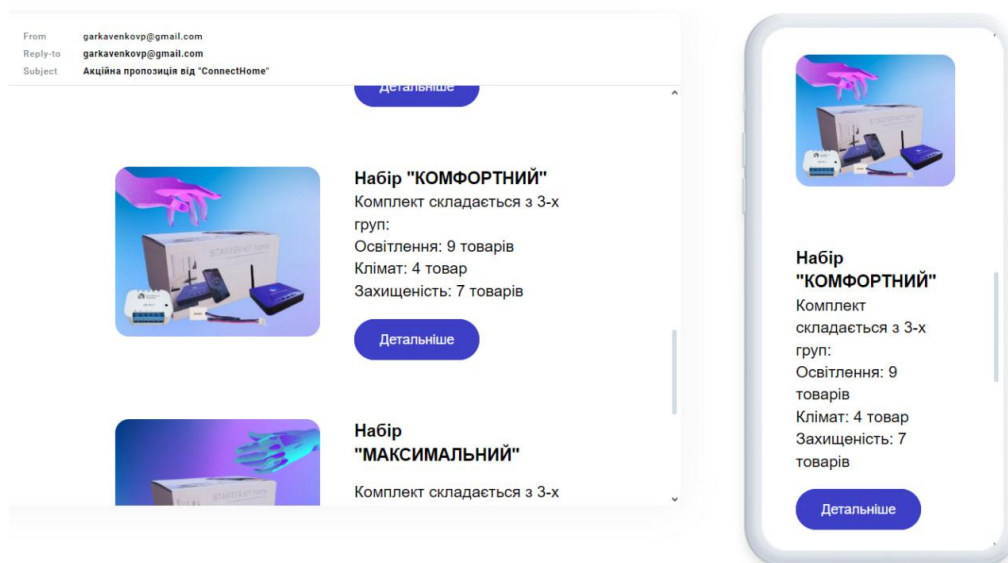 From garkavenkovp@gmail.com
Reply-to garkavenkovp@gmail.com
Subject Акційна пропозиція від "ConnectHome"
Детальніше
Набір "КОМФОРТНИЙ"
Комплект складається з 3-х
груп:
Освітлення: 9 товарів
Клімат: 4 товар
Захищеність: 7 товарів
Детальніше
Набір
"МАКСИМАЛЬНИЙ"
Комплект складається з 3-х
Набір
"КОМФОРТНИЙ"
Комплект
складається з 3-х
груп:
Освітлення: 9
товарів
Клімат: 4 товар
Захищеність: 7
товарів
Детальніше